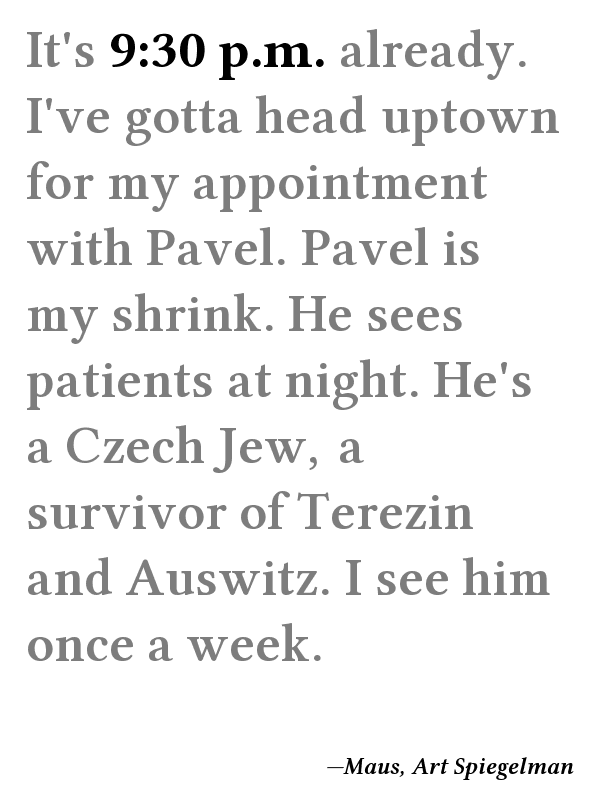 It's 9:30 p.m. already.
I've gotta head uptown
for my appointment
with Pavel. Pavel is
my shrink. He sees
patients at night. He's
a Czech Jew, a
survivor of Terezin
and Auswitz. I see him
once a week.
—Maus, Art Spiegelman